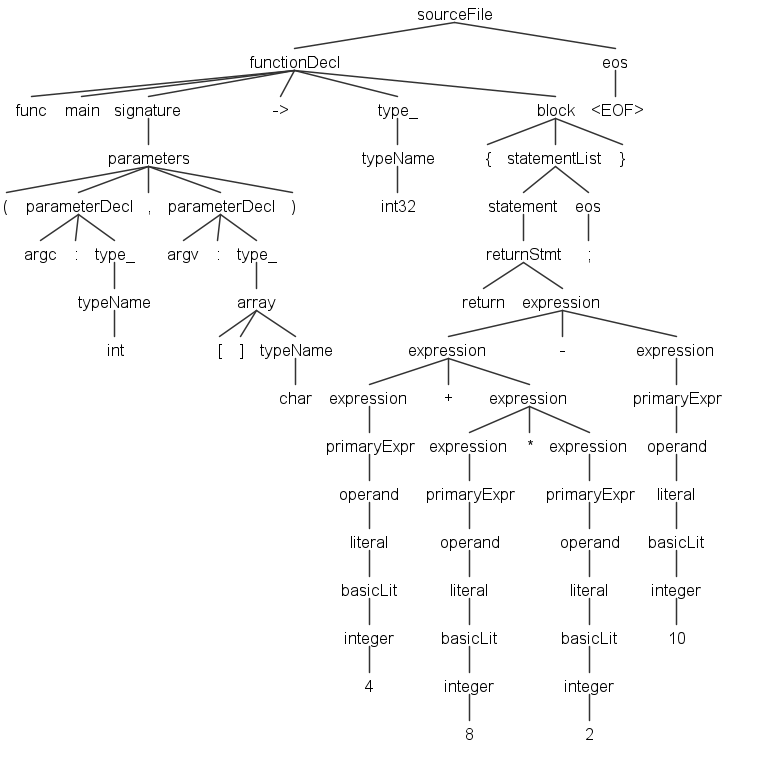 sourceFile
functionDecl eos
func main signature -> type_ block <EOF>
parameters typeName { statementList }
( parameterDecl , parameterDecl ) int32 statement eos
argc : type_ argv : type_ returnStmt ;
typeName array return expression
int [ ] typeName expression - expression
char expression + expression primaryExpr
primaryExpr expression * expression operand
operand primaryExpr primaryExpr literal
literal operand operand basicLit
basicLit literal literal integer
integer basicLit basicLit 10
4 integer integer
8 2